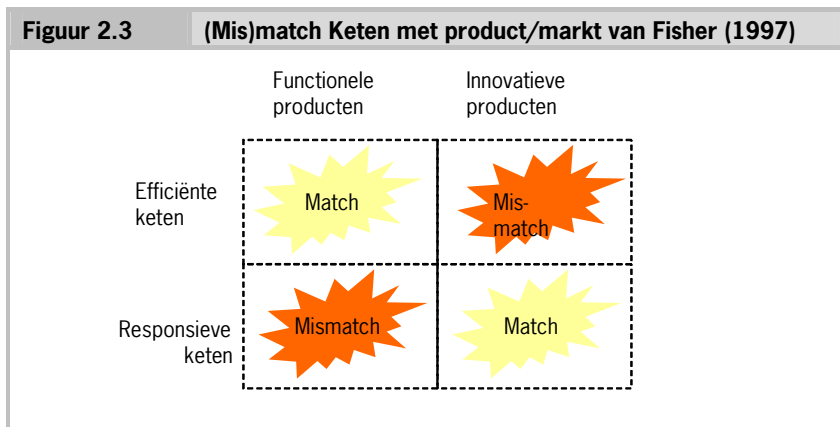 Figuur 2.3 (Mis)match Keten met product/markt van Fisher (1997)
Functionele
producten
Innovatieve
producten
Efficiënte
keten
Match
Mis-
match
Responsieve
keten
Mismatch
Match